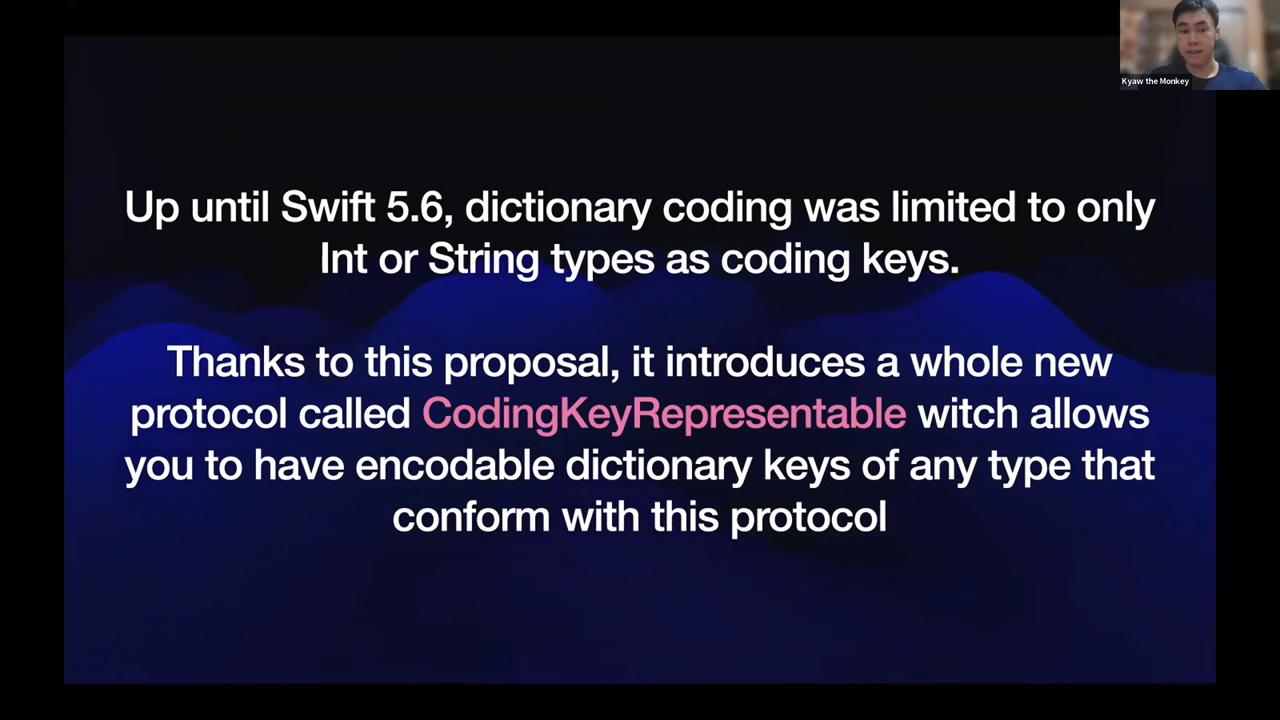 Kyaw the Monkey
Up until Swift 5.6, dictionary coding was limited to only
Int or String types as coding keys.
Thanks to this proposal, it introduces a whole new
protocol called CodingKeyRepresentable witch allows
you to have encodable dictionary keys of any type that
conform with this protocol